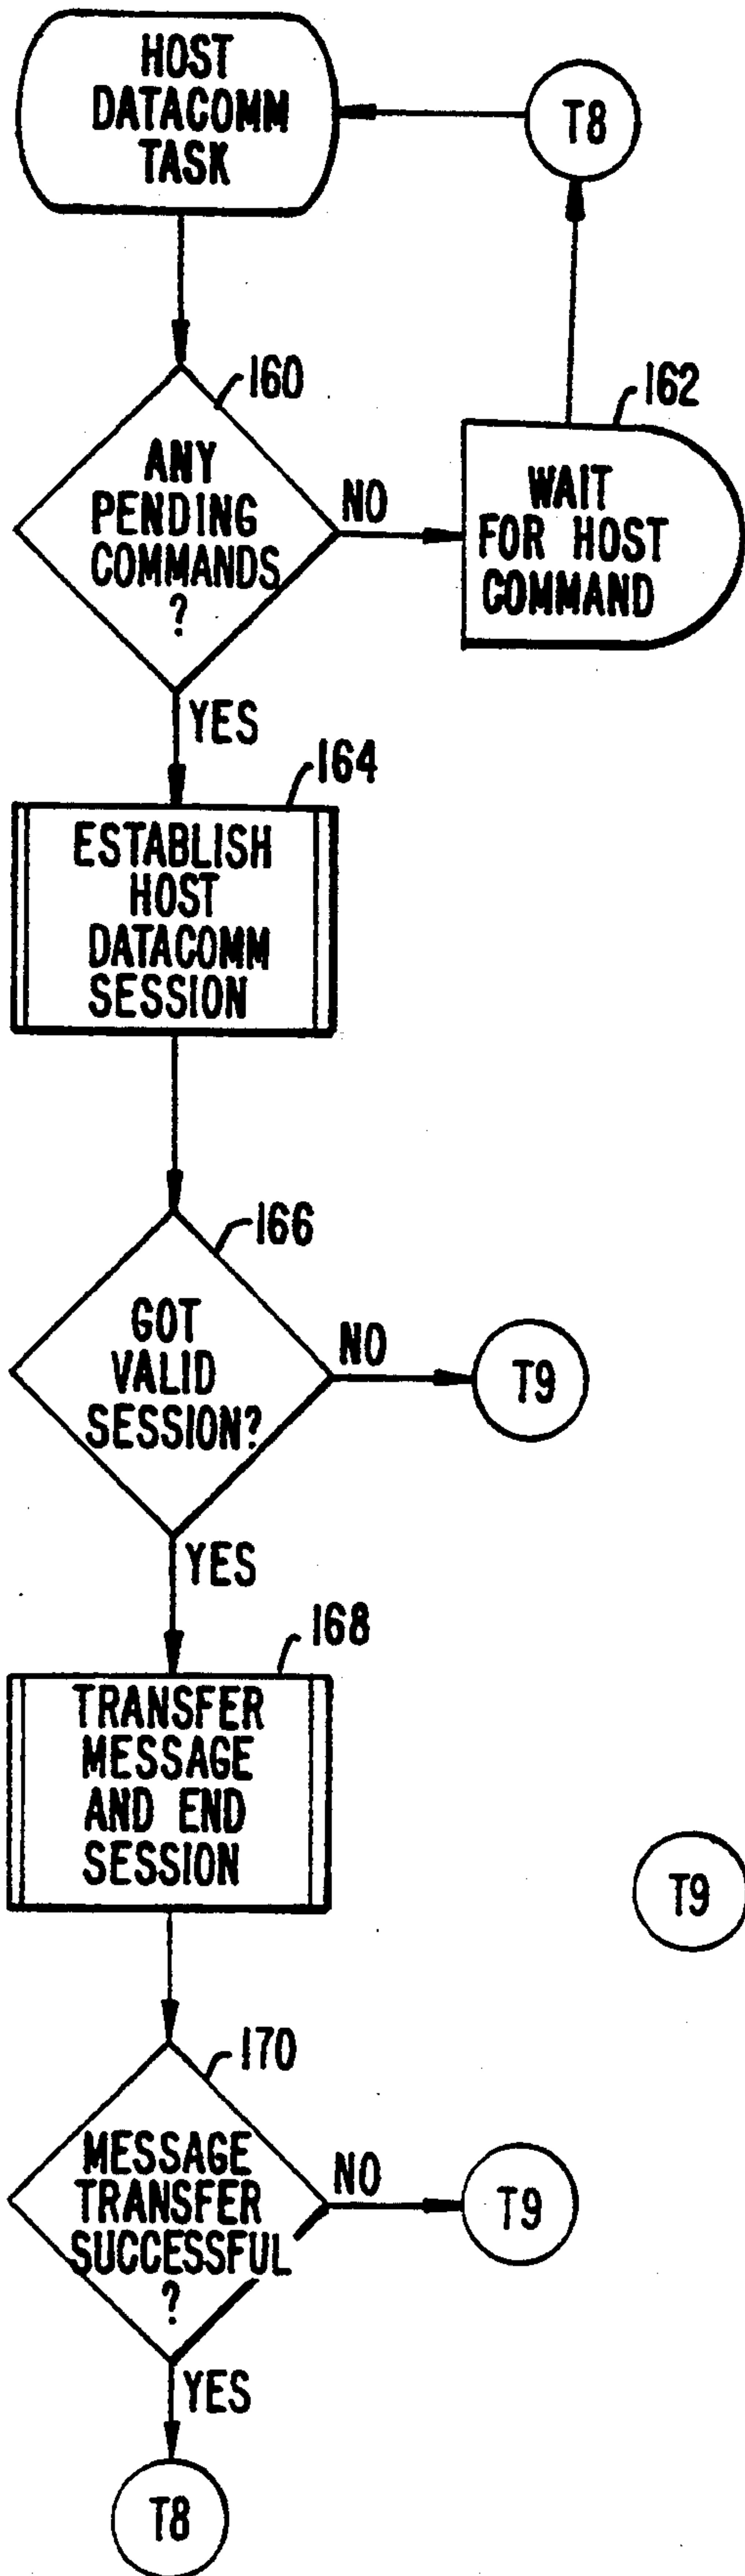 HOST
DATACOMM
TASK
T8
160
ANY
PENDING
COMMANDS
?
NO
162
WAIT
FOR HOST
COMMAND
YES
164
ESTABLISH
HOST
DATACOMM
SESSION
166
GOT
VALID
SESSION?
NO
T9
YES
168
TRANSFER
MESSAGE
AND END
SESSION
T9
170
MESSAGE
TRANSFER
SUCCESSFUL
?
NO
T9
YES
T8